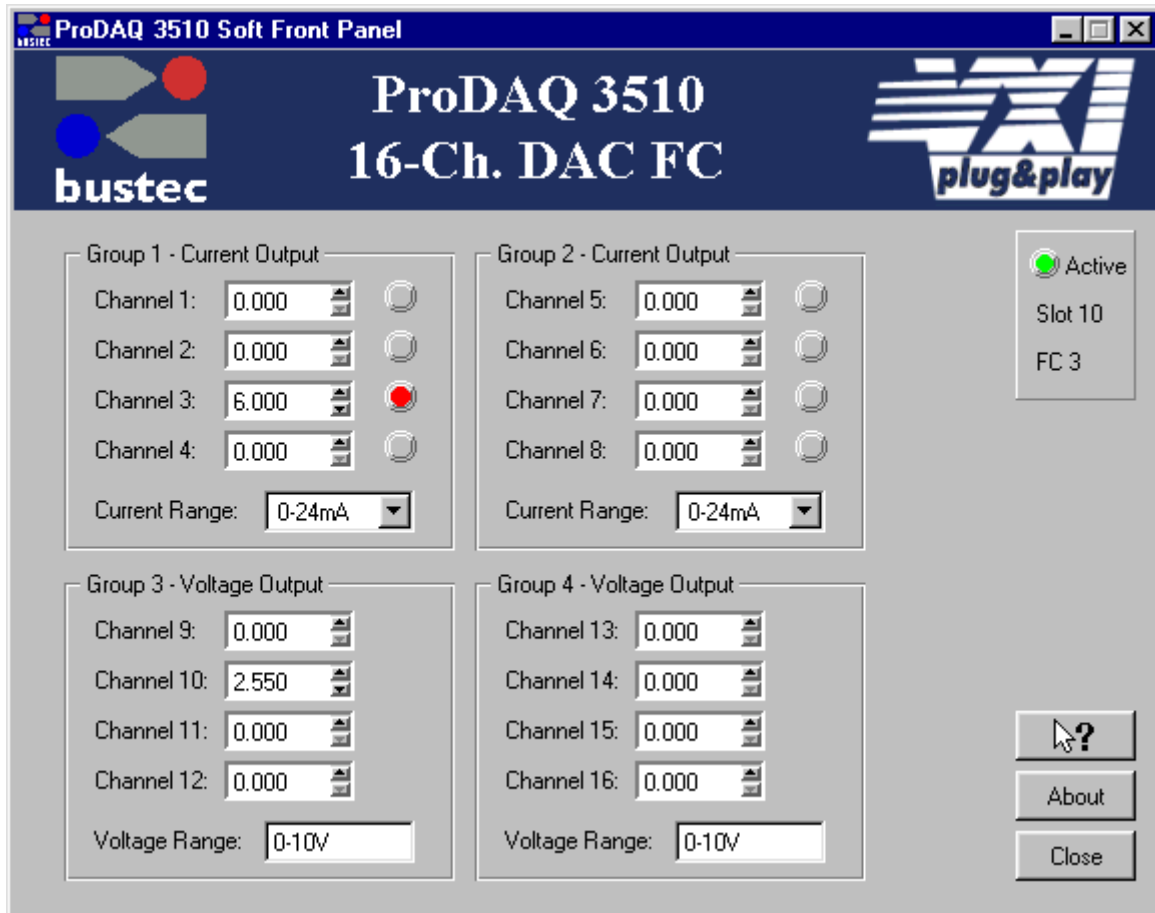 bustec ProDAQ 3510 Soft Front Panel
bustec
ProDAQ 3510
16-Ch. DAC FC
VXI
plug&play
Group 1 - Current Output
Channel 1: 0.000
Channel 2: 0.000
Channel 3: 6.000
Channel 4: 0.000
Current Range: 0-24mA
Group 2 - Current Output
Channel 5: 0.000
Channel 6: 0.000
Channel 7: 0.000
Channel 8: 0.000
Current Range: 0-24mA
Active
Slot 10
FC 3
Group 3 - Voltage Output
Channel 9: 0.000
Channel 10: 2.550
Channel 11: 0.000
Channel 12: 0.000
Voltage Range: 0-10V
Group 4 - Voltage Output
Channel 13: 0.000
Channel 14: 0.000
Channel 15: 0.000
Channel 16: 0.000
Voltage Range: 0-10V
?
About
Close